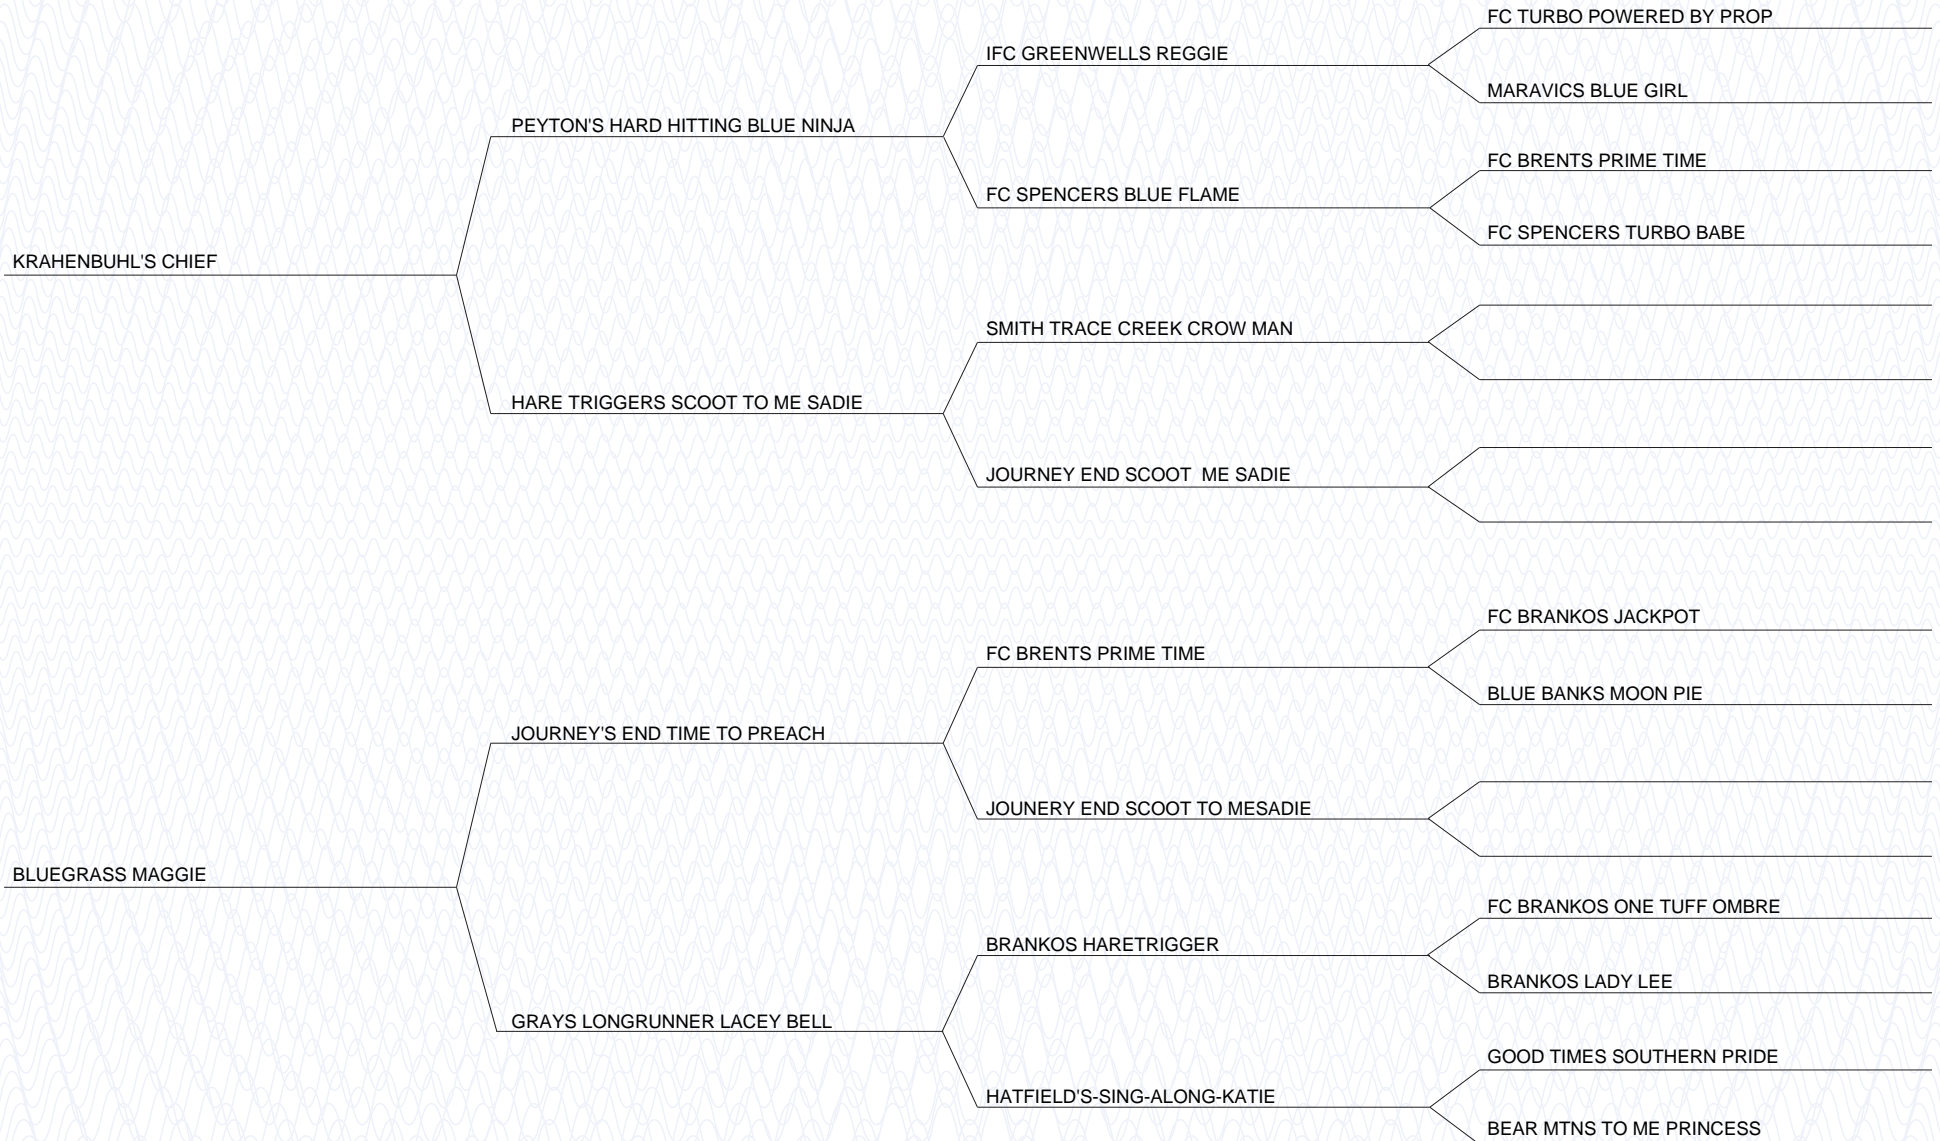 FC TURBO POWERED BY PROP
IFC GREENWELLS REGGIE
MARAVICS BLUE GIRL
PEYTON'S HARD HITTING BLUE NINJA
FC BRENTS PRIME TIME
FC SPENCERS BLUE FLAME
FC SPENCERS TURBO BABE
KRAHENBUHL'S CHIEF
SMITH TRACE CREEK CROW MAN
HARE TRIGGERS SCOOT TO ME SADIE
JOURNEY END SCOOT  ME SADIE
FC BRANKOS JACKPOT
FC BRENTS PRIME TIME
BLUE BANKS MOON PIE
JOURNEY'S END TIME TO PREACH
JOUNERY END SCOOT TO MESADIE
BLUEGRASS MAGGIE
FC BRANKOS ONE TUFF OMBRE
BRANKOS HARETRIGGER
BRANKOS LADY LEE
GRAYS LONGRUNNER LACEY BELL
GOOD TIMES SOUTHERN PRIDE
HATFIELD'S-SING-ALONG-KATIE
BEAR MTNS TO ME PRINCESS